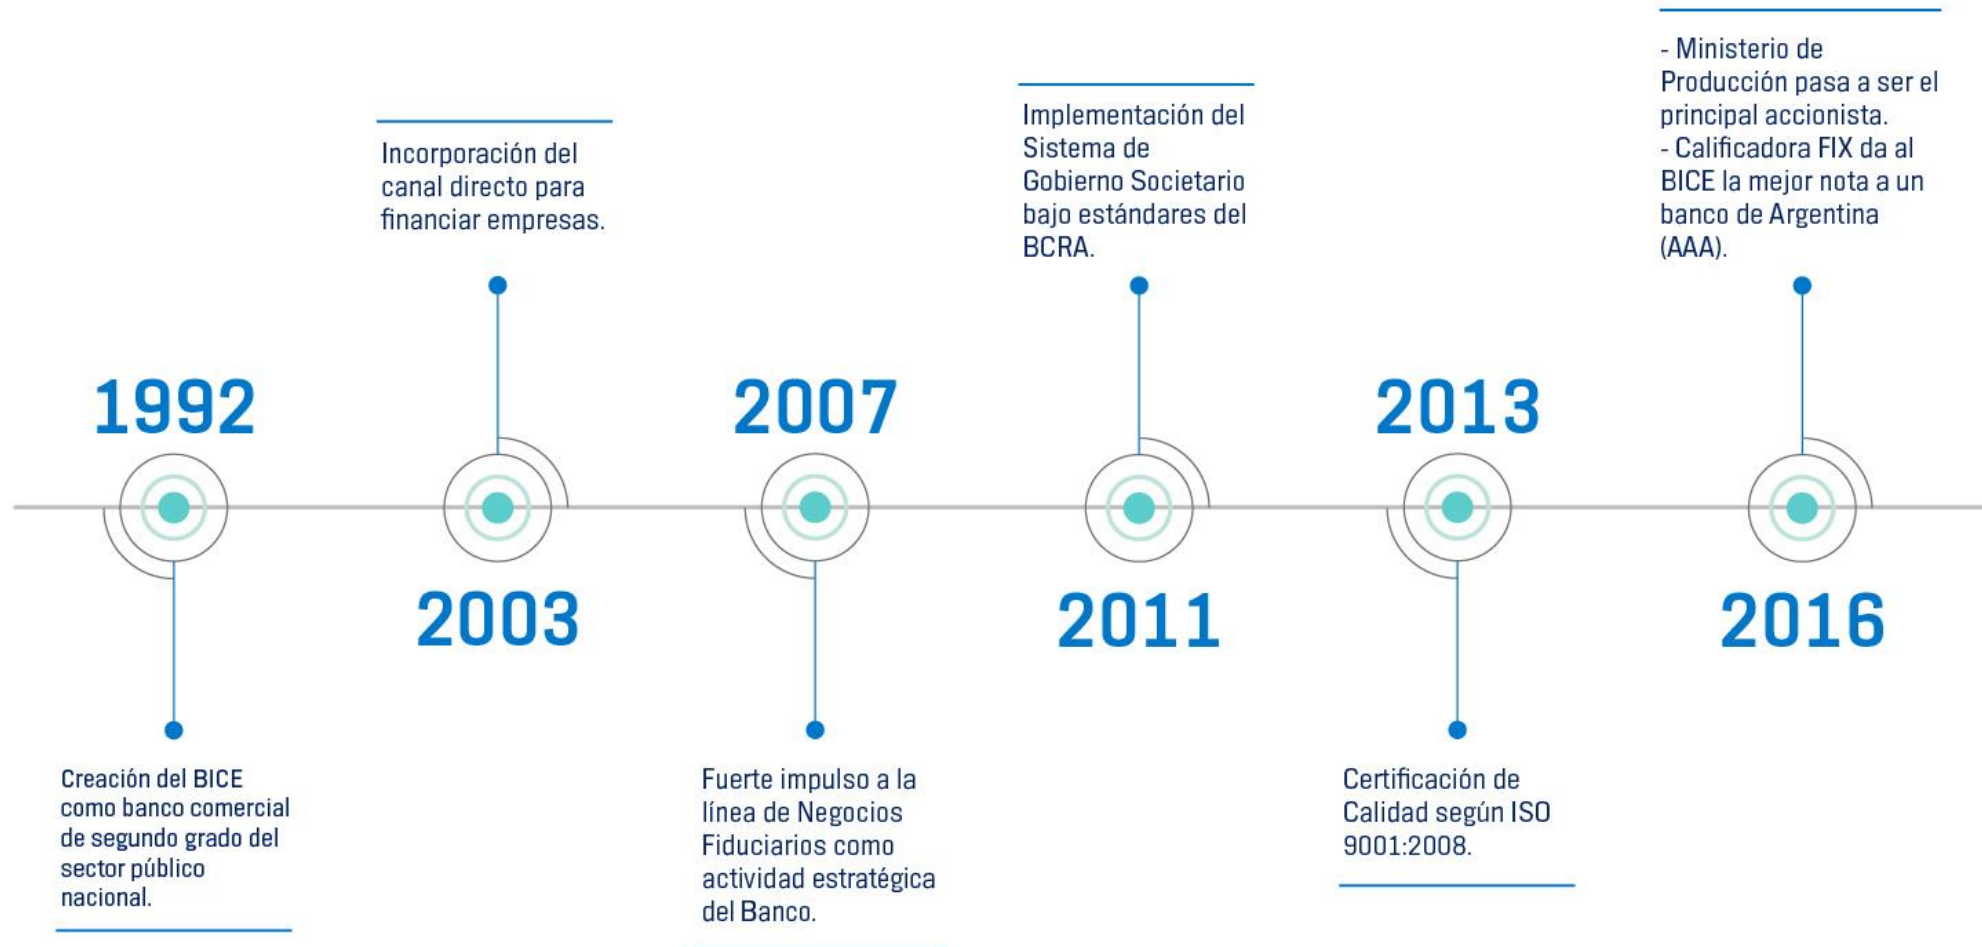 1992
Creación del BICE
como banco comercial
de segundo grado del
sector público
nacional.
Incorporación del
canal directo para
financiar empresas.
2003
2007
Fuerte impulso a la
línea de Negocios
Fiduciarios como
actividad estratégica
del Banco.
Implementación del
Sistema de
Gobierno Societario
bajo estándares del
BCRA.
2011
2013
Certificación de
Calidad según ISO
9001:2008.
- Ministerio de
Producción pasa a ser el
principal accionista.
- Calificadora FIX da al
BICE la mejor nota a un
banco de Argentina
(AAA).
2016